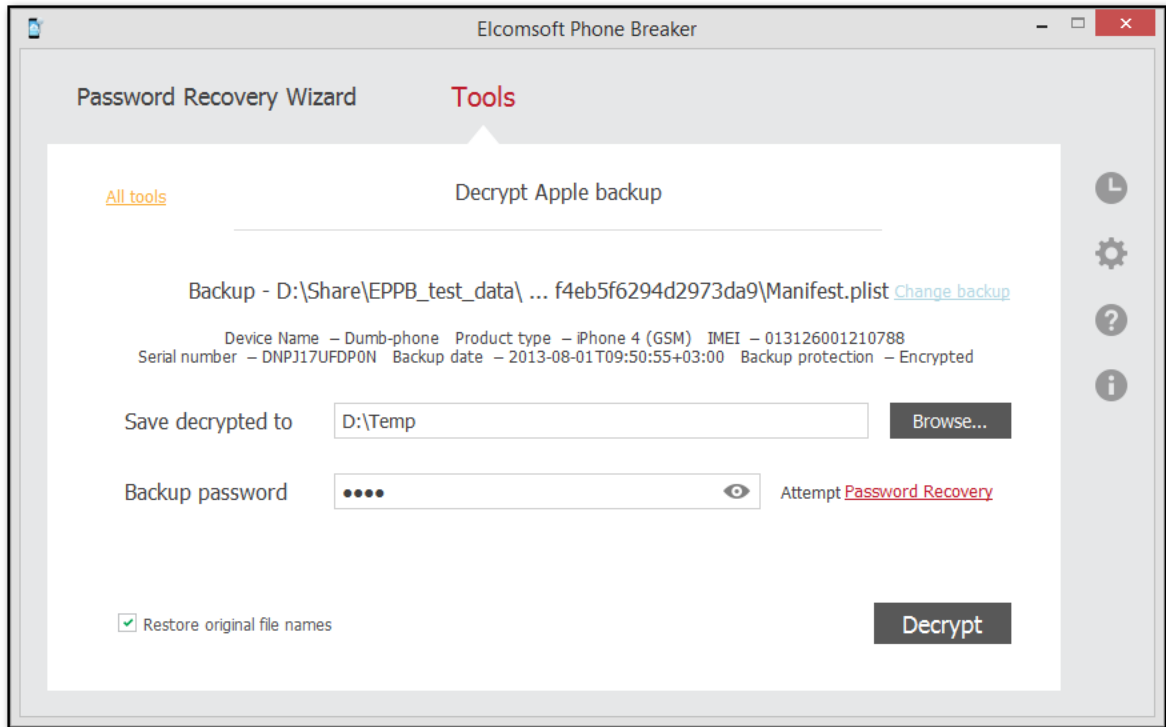 Elcomsoft Phone Breaker
Password Recovery Wizard Tools
All tools
Decrypt Apple backup
Backup - D:\Share\EPPB_test_data\ ... f4eb5f6294d2973da9\Manifest.plist Change backup
Device Name – Dumb-phone Product type – iPhone 4 (GSM) IMEI – 013126001210788
Serial number – DNPJ17UFDP0N Backup date – 2013-08-01T09:50:55+03:00 Backup protection – Encrypted
Save decrypted to D:\Temp Browse...
Backup password •••• Attempt Password Recovery
Restore original file names Decrypt